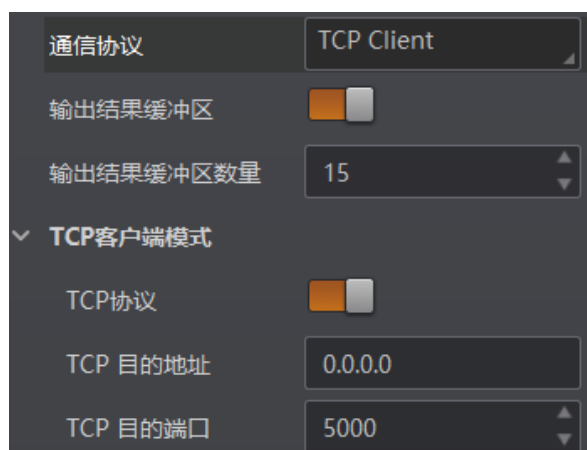 通信协议 TCP Client
输出结果缓冲区
输出结果缓冲区数量 15
TCP客户端模式
TCP协议
TCP 目的地址 0.0.0.0
TCP 目的端口 5000